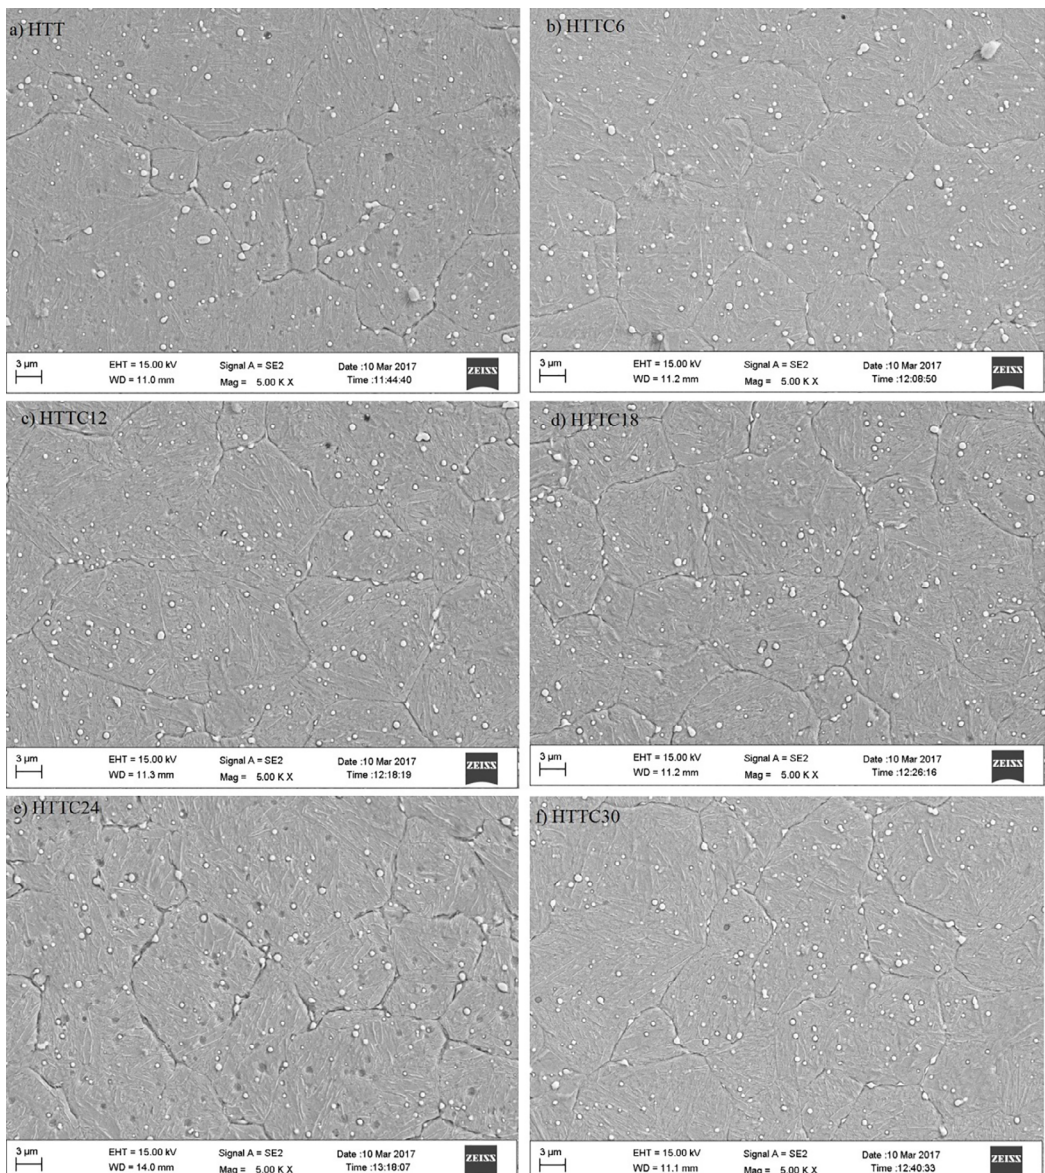 a) HTT
b) HTTC6
3 µm EHT = 15.00 kV Signal A = SE2 Date :10 Mar 2017 ZEISS
WD = 11.0 mm Mag = 5.00 K X Time :11:44:40
3 µm EHT = 15.00 kV Signal A = SE2 Date :10 Mar 2017 ZEISS
WD = 11.2 mm Mag = 5.00 K X Time :12:08:50
c) HTTC12
d) HTTC18
3 µm EHT = 15.00 kV Signal A = SE2 Date :10 Mar 2017 ZEISS
WD = 11.3 mm Mag = 5.00 K X Time :12:18:19
3 µm EHT = 15.00 kV Signal A = SE2 Date :10 Mar 2017 ZEISS
WD = 11.2 mm Mag = 5.00 K X Time :12:26:16
e) HTTC24
f) HTTC30
3 µm EHT = 15.00 kV Signal A = SE2 Date :10 Mar 2017 ZEISS
WD = 14.0 mm Mag = 5.00 K X Time :13:18:07
3 µm EHT = 15.00 kV Signal A = SE2 Date :10 Mar 2017 ZEISS
WD = 11.1 mm Mag = 5.00 K X Time :12:40:33